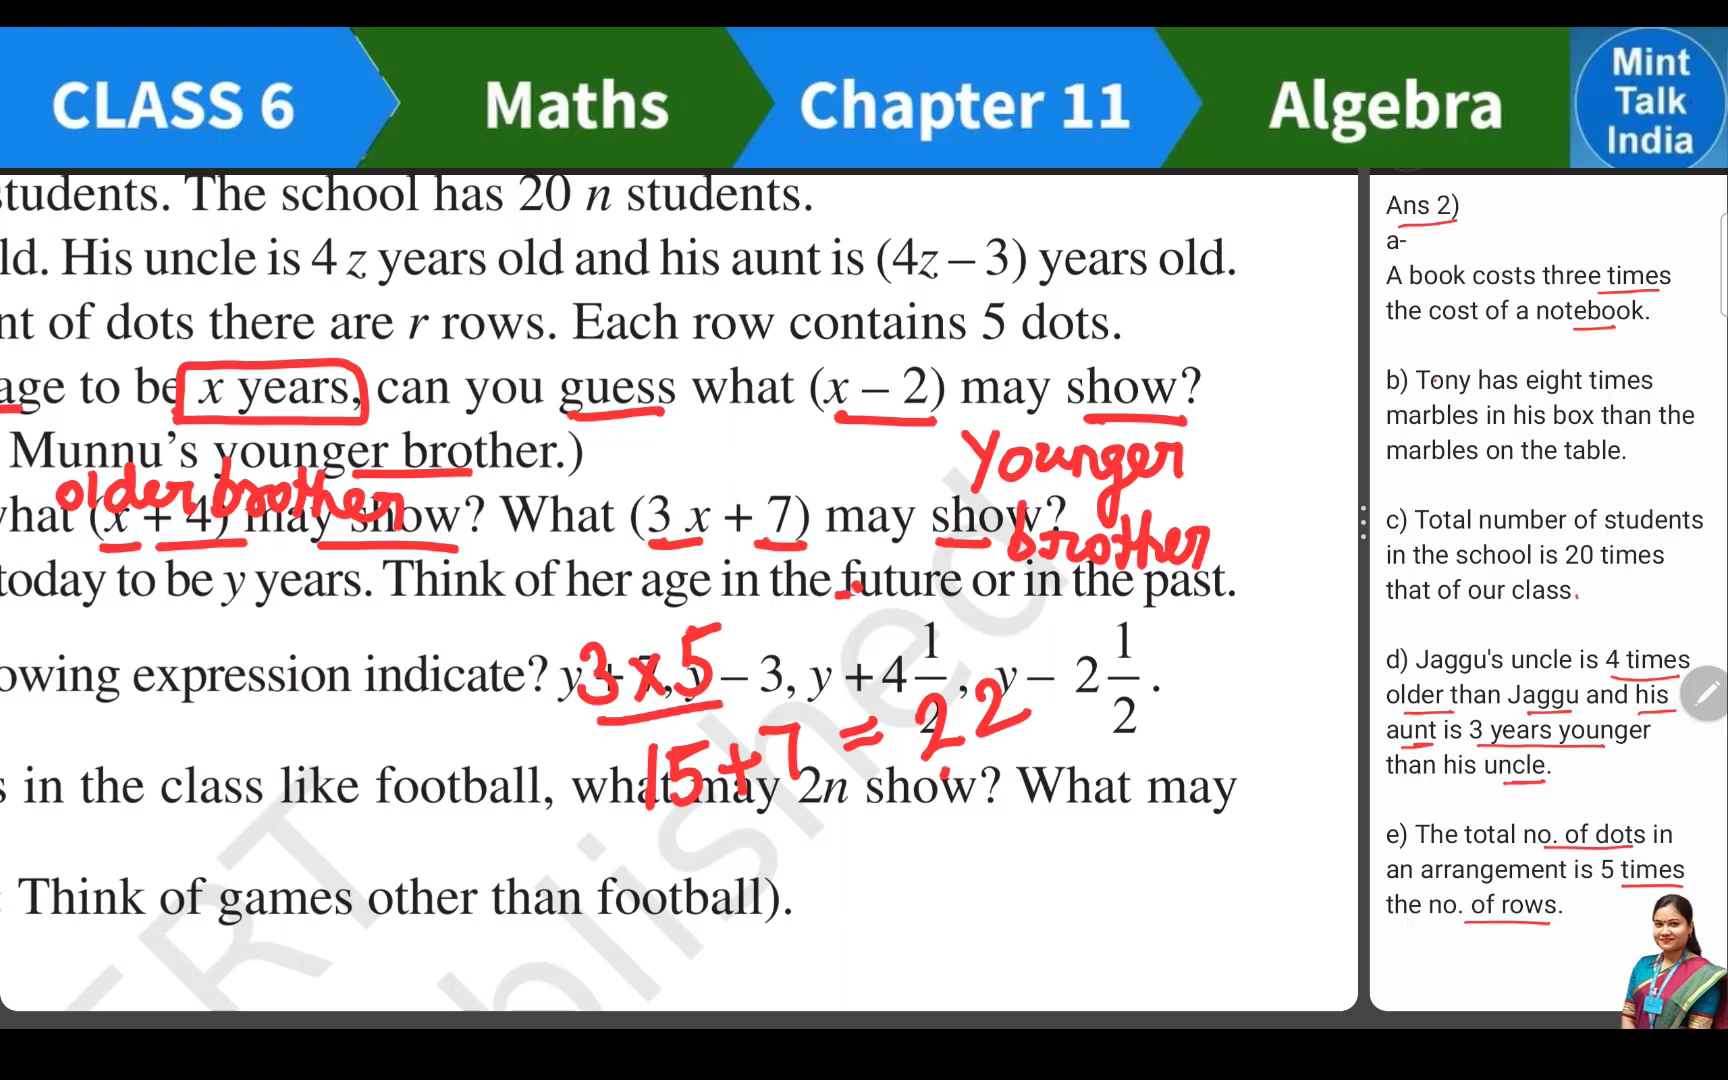 CLASS 6 Maths Chapter 11 Algebra
Mint
Talk
India
students. The school has 20 n students.
ld. His uncle is 4 z years old and his aunt is (4z – 3) years old.
nt of dots there are r rows. Each row contains 5 dots.
age to be x years, can you guess what (x – 2) may show?
Munnu's younger brother.)
younger
older brother
what (x + 4) may show? What (3 x + 7) may show?
brother
today to be y years. Think of her age in the future or in the past.
owing expression indicate? y + 7, y – 3, y + 4 1/2, y – 2 1/2.
3 x 5
15 + 7 = 22
s in the class like football, what may 2n show? What may
: Think of games other than football).
Ans 2)
a-
A book costs three times
the cost of a notebook.
b) Tony has eight times
marbles in his box than the
marbles on the table.
c) Total number of students
in the school is 20 times
that of our class.
d) Jaggu's uncle is 4 times
older than Jaggu and his
aunt is 3 years younger
than his uncle.
e) The total no. of dots in
an arrangement is 5 times
the no. of rows.